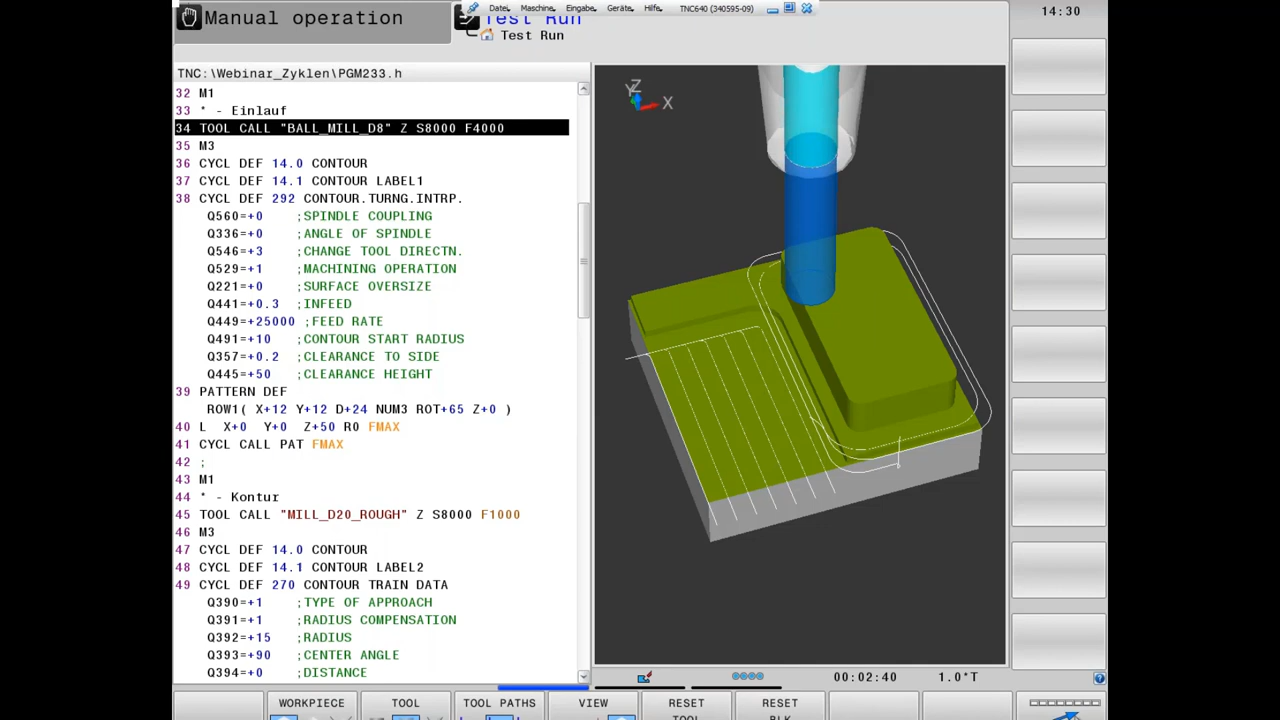 Manual operation
Datei Maschine Eingabe Geräte Hilfe TNC640 (340595-09)
Test Run
Test Run
14:30
TNC:\Webinar_Zyklen\PGM233.h
32 M1
33 * - Einlauf
34 TOOL CALL "BALL_MILL_D8" Z S8000 F4000
35 M3
36 CYCL DEF 14.0 CONTOUR
37 CYCL DEF 14.1 CONTOUR LABEL1
38 CYCL DEF 292 CONTOUR.TURNG.INTRP.
Q560=+0 ;SPINDLE COUPLING
Q336=+0 ;ANGLE OF SPINDLE
Q546=+3 ;CHANGE TOOL DIRECTN.
Q529=+1 ;MACHINING OPERATION
Q221=+0 ;SURFACE OVERSIZE
Q441=+0.3 ;INFEED
Q449=+25000 ;FEED RATE
Q491=+10 ;CONTOUR START RADIUS
Q357=+0.2 ;CLEARANCE TO SIDE
Q445=+50 ;CLEARANCE HEIGHT
39 PATTERN DEF
ROW1( X+12 Y+12 D+24 NUM3 ROT+65 Z+0 )
40 L X+0 Y+0 Z+50 R0 FMAX
41 CYCL CALL PAT FMAX
42 ;
43 M1
44 * - Kontur
45 TOOL CALL "MILL_D20_ROUGH" Z S8000 F1000
46 M3
47 CYCL DEF 14.0 CONTOUR
48 CYCL DEF 14.1 CONTOUR LABEL2
49 CYCL DEF 270 CONTOUR TRAIN DATA
Q390=+1 ;TYPE OF APPROACH
Q391=+1 ;RADIUS COMPENSATION
Q392=+15 ;RADIUS
Q393=+90 ;CENTER ANGLE
Q394=+0 ;DISTANCE
Z
Y
X
00:02:40 1.0*T
WORKPIECE
TOOL
TOOL PATHS
VIEW
RESET
TOOL
RESET
BLK